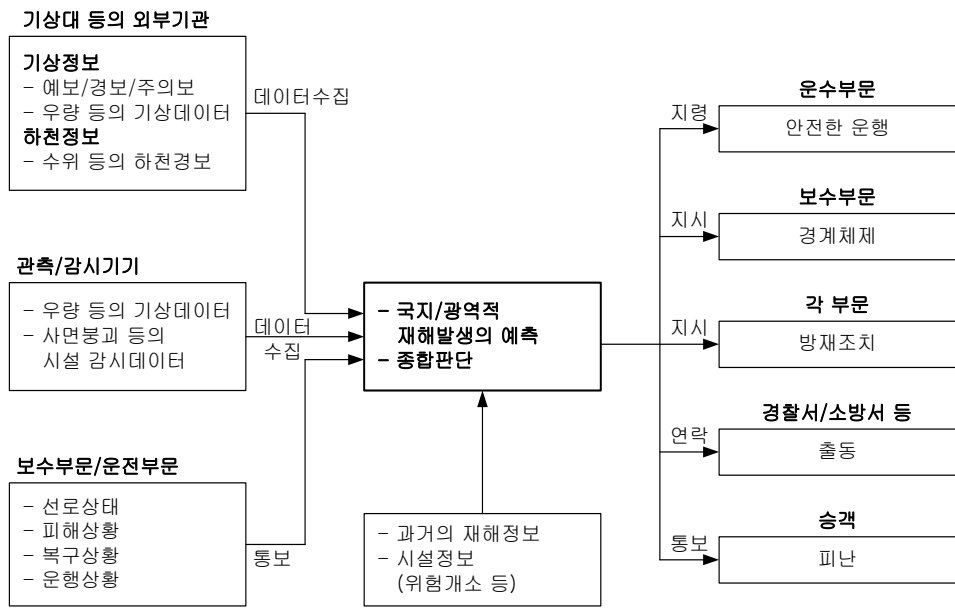 기상대 등의 외부기관
기상정보
- 예보/경보/주의보
- 우량 등의 기상데이터
하천정보
- 수위 등의 하천경보
데이터수집
관측/감시기기
- 우량 등의 기상데이터
- 사면붕괴 등의
시설 감시데이터
데이터
수집
보수부문/운전부문
- 선로상태
- 피해상황
- 복구상황
- 운행상황
통보
- 국지/광역적
재해발생의 예측
- 종합판단
- 과거의 재해정보
- 시설정보
(위험개소 등)
운수부문
지령
안전한 운행
보수부문
지시
경계체제
각 부문
지시
방재조치
경찰서/소방서 등
연락
출동
승객
통보
피난